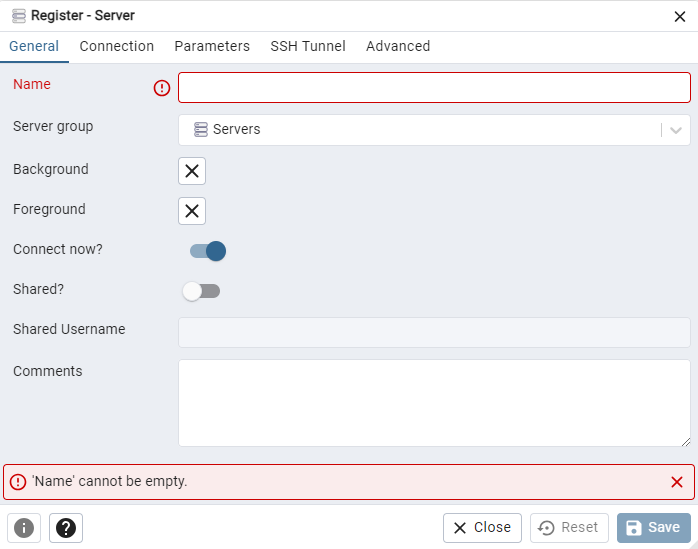 Register - Server
General Connection Parameters SSH Tunnel Advanced
Name
Server group Servers
Background
Foreground
Connect now?
Shared?
Shared Username
Comments
'Name' cannot be empty.
Close Reset Save